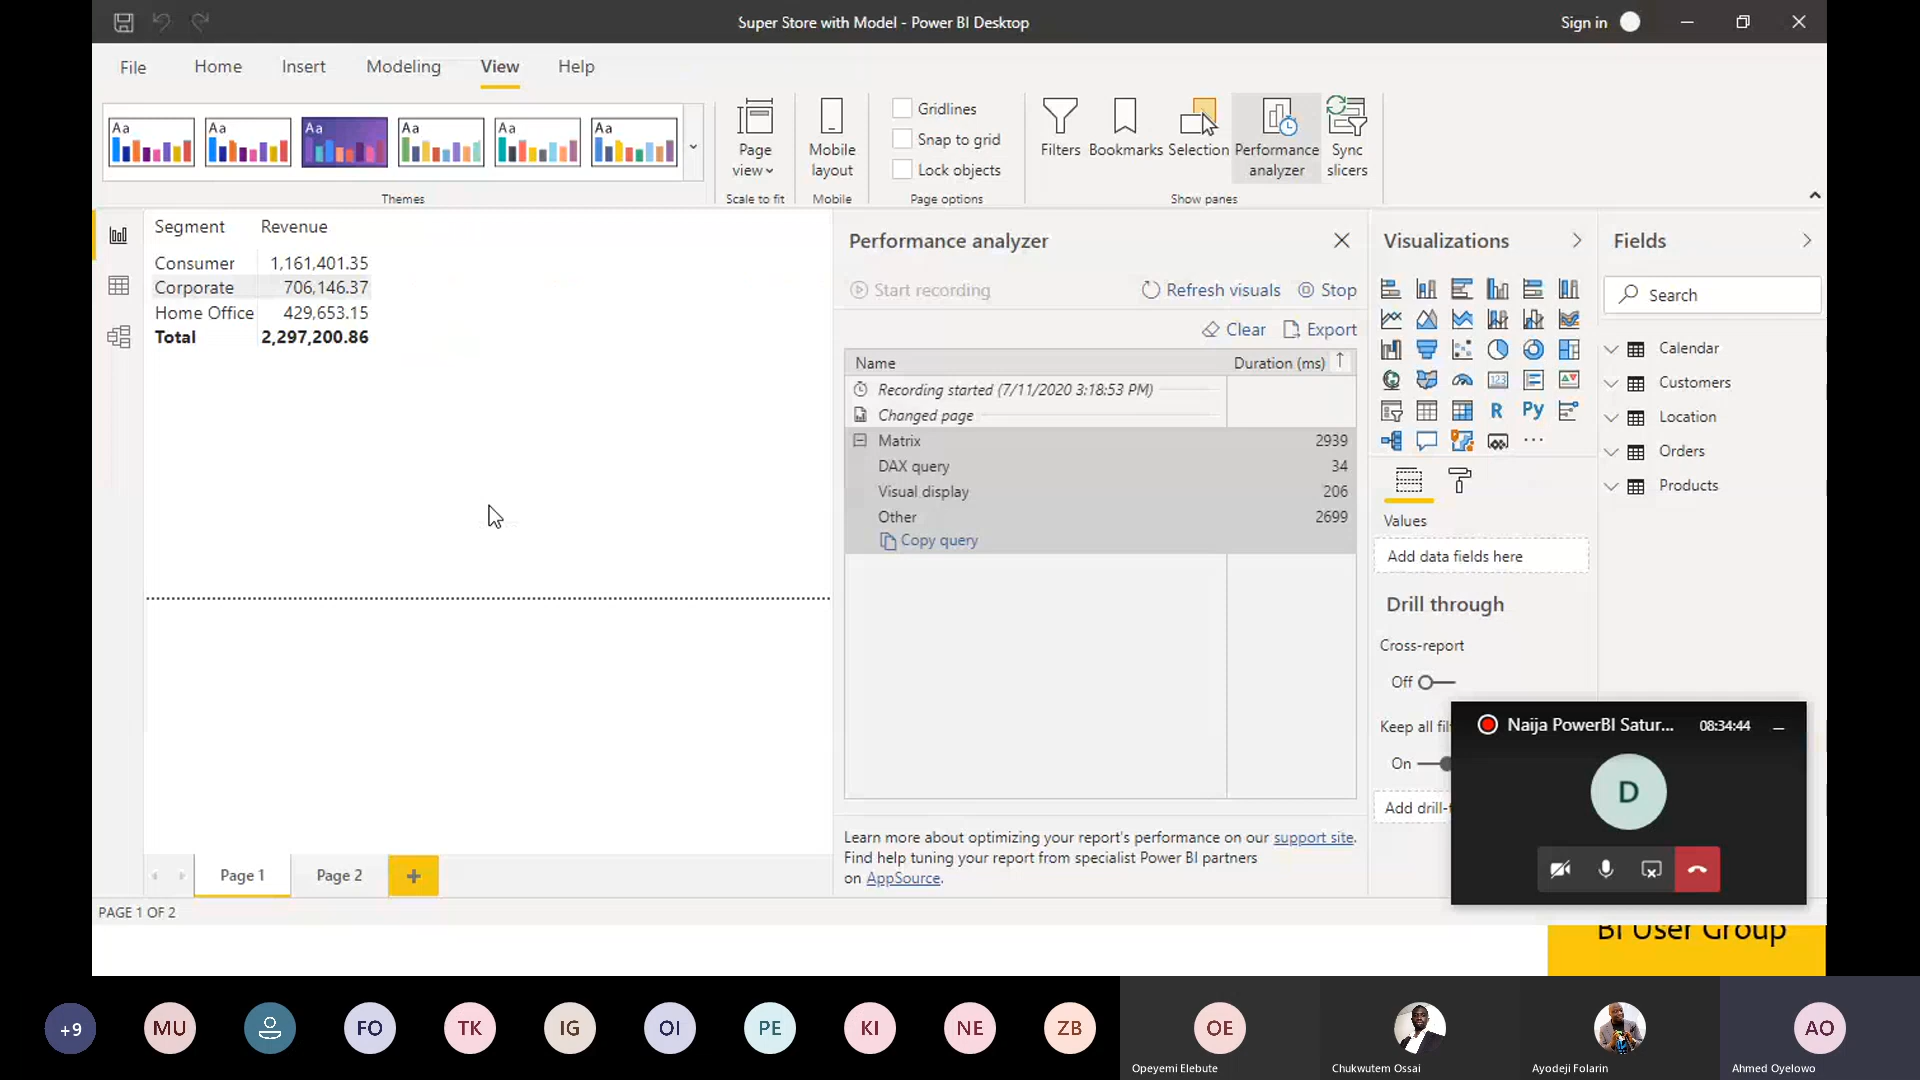 Super Store with Model - Power BI Desktop
Sign in
File Home Insert Modeling View Help
Aa Aa Aa Aa Aa Aa
Themes
Page view
Scale to fit
Mobile layout
Mobile
Gridlines
Snap to grid
Lock objects
Page options
Filters
Bookmarks
Selection
Performance analyzer
Sync slicers
Show panes
Segment Revenue
Consumer 1,161,401.35
Corporate 706,146.37
Home Office 429,653.15
Total 2,297,200.86
Performance analyzer
Start recording Refresh visuals Stop
Clear Export
Name Duration (ms)
Recording started (7/11/2020 3:18:53 PM)
Changed page
Matrix 2939
DAX query 34
Visual display 206
Other 2699
Copy query
Learn more about optimizing your report's performance on our support site.
Find help tuning your report from specialist Power BI partners
on AppSource.
Visualizations
123
R Py
Values
Add data fields here
Drill through
Cross-report
Off
Keep all fil
On
Add drill-
Fields
Search
Calendar
Customers
Location
Orders
Products
Naija PowerBI Satur... 08:34:44
D
Page 1 Page 2 +
PAGE 1 OF 2
BI User Group
+9 MU FO TK IG OI PE KI NE ZB OE AO
Opeyemi Elebute Chukwutem Ossai Ayodeji Folarin Ahmed Oyelowo